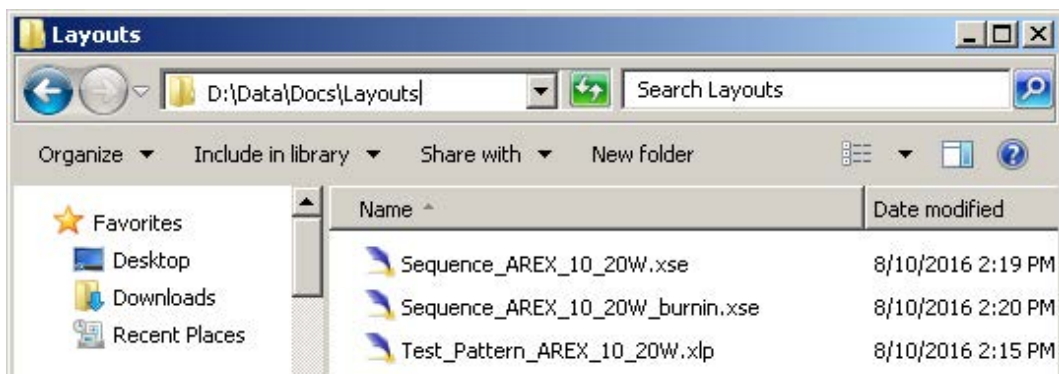 Layouts
D:\Data\Docs\Layouts Search Layouts
Organize Include in library Share with New folder
Favorites Name Date modified
Desktop Sequence_AREX_10_20W.xse 8/10/2016 2:19 PM
Downloads Sequence_AREX_10_20W_burnin.xse 8/10/2016 2:20 PM
Recent Places Test_Pattern_AREX_10_20W.xlp 8/10/2016 2:15 PM